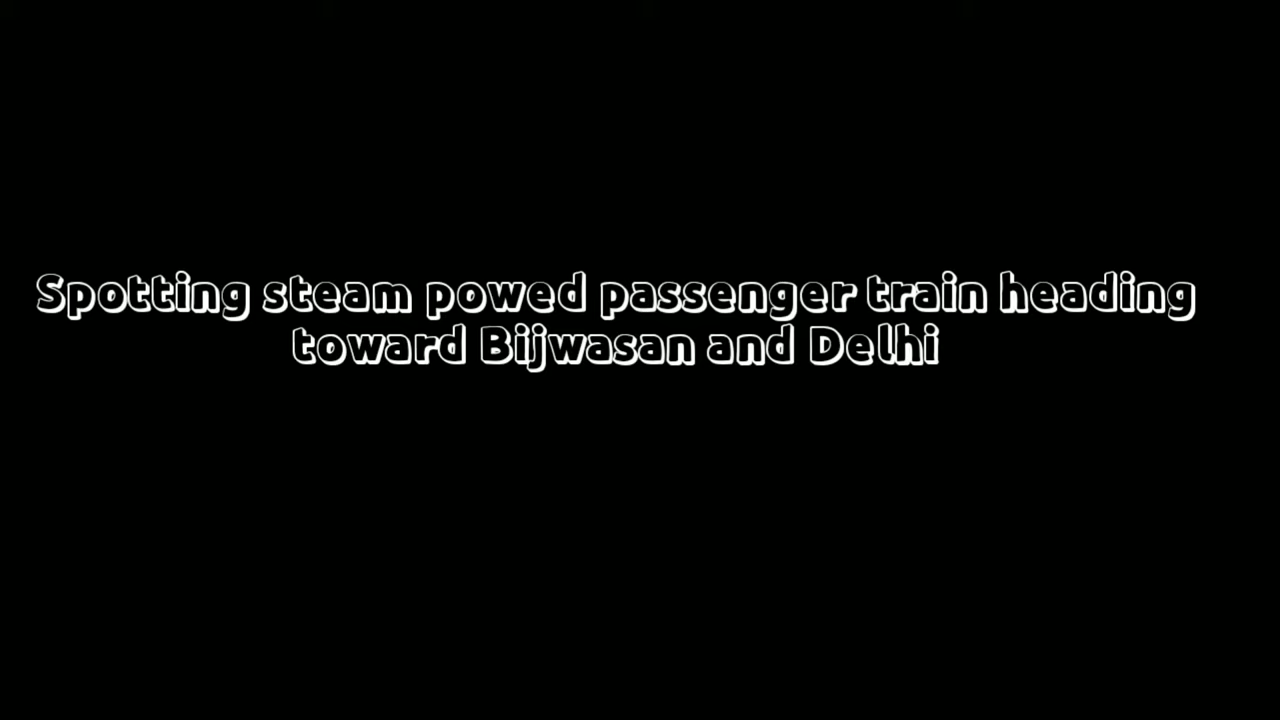 Spotting steam powed passenger train heading
toward Bijwasan and Delhi